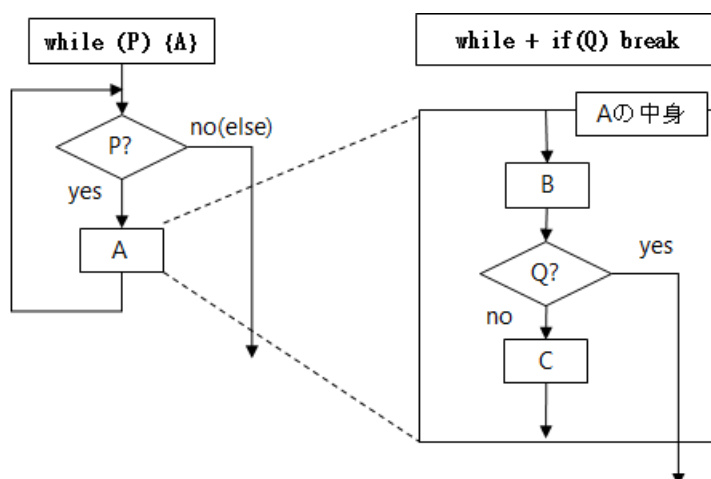 while (P) {A}
P?
no(else)
yes
A
while + if(Q) break
Aの中身
B
Q?
yes
no
C